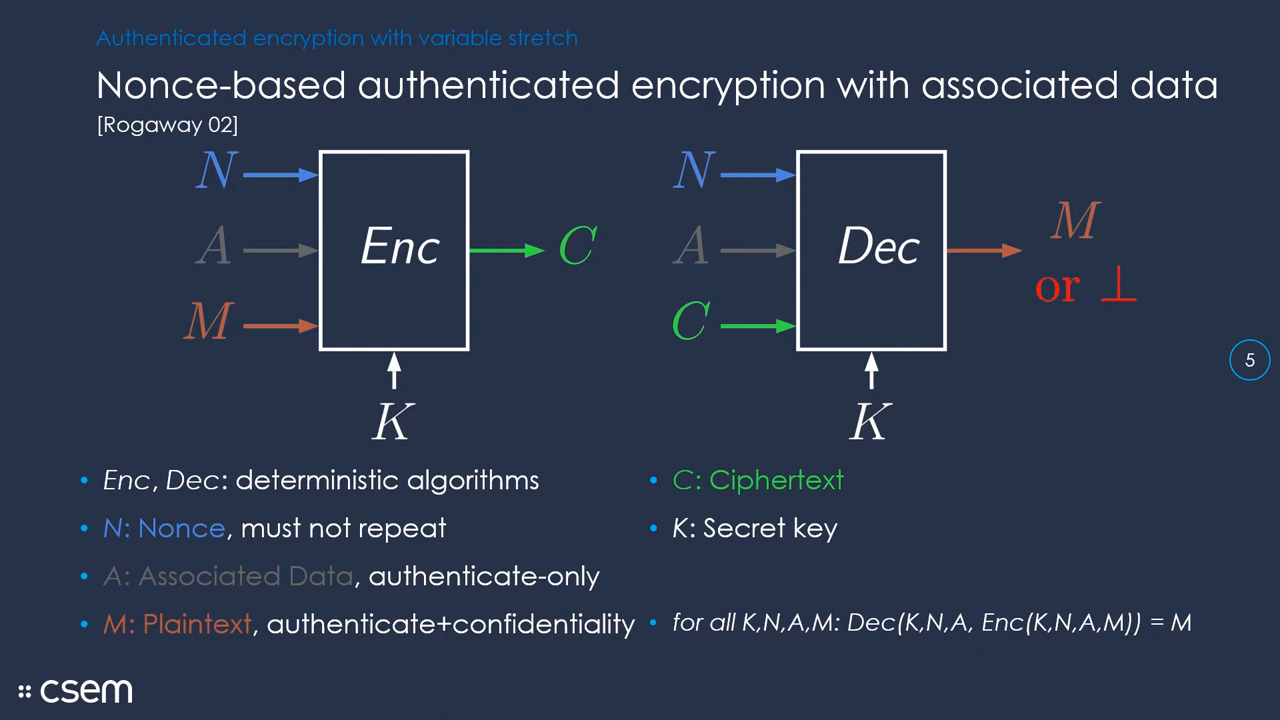 Authenticated encryption with variable stretch
Nonce-based authenticated encryption with associated data
[Rogaway 02]
N
A
M
Enc
C
K
N
A
C
Dec
M
or ⊥
K
5
• Enc, Dec: deterministic algorithms
• N: Nonce, must not repeat
• A: Associated Data, authenticate-only
• M: Plaintext, authenticate+confidentiality
• C: Ciphertext
• K: Secret key
• for all K,N,A,M: Dec(K,N,A, Enc(K,N,A,M)) = M
csem